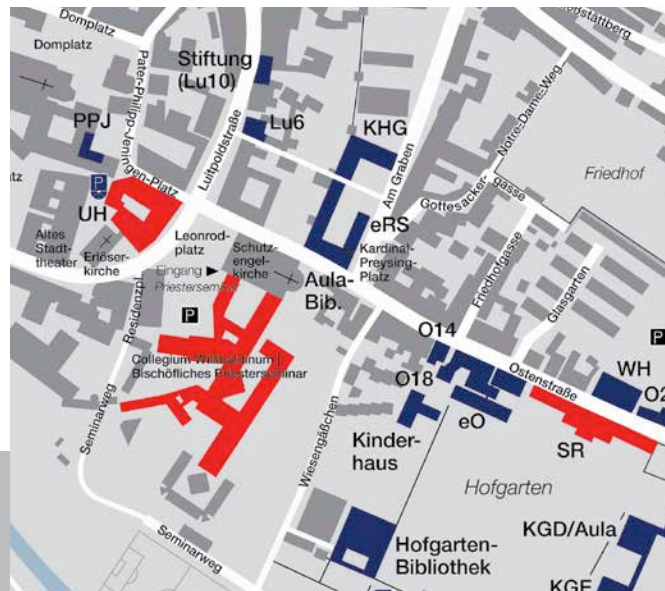 Domplatz
Domplatz
Pater-Philipp-Jeningen-Platz
Stiftung
(Lu10)
Luitpoldstraße
Lu6
PPJ
P
UH
KHG
Am Graben
Notre-Dame-Weg
Friedhof
Gottesacker-
gasse
eRS
Kardinal-
Preysing-
Platz
Altes
Stadt-
theater
Erlöser-
kirche
Leonrod-
platz
Schutz-
engel-
kirche
Eingang
Priesterseminar
Aula-
Bib.
Friedhofgasse
Glasgarten
Residenzpl.
P
Collegium Willibaldinum |
Bischöfliches Priesterseminar
O14
O18
Ostenstraße
P
WH
eO
SR
Kinder-
haus
Wiesengäßchen
Seminarweg
Hofgarten
Seminarweg
Hofgarten-
Bibliothek
KGD/Aula